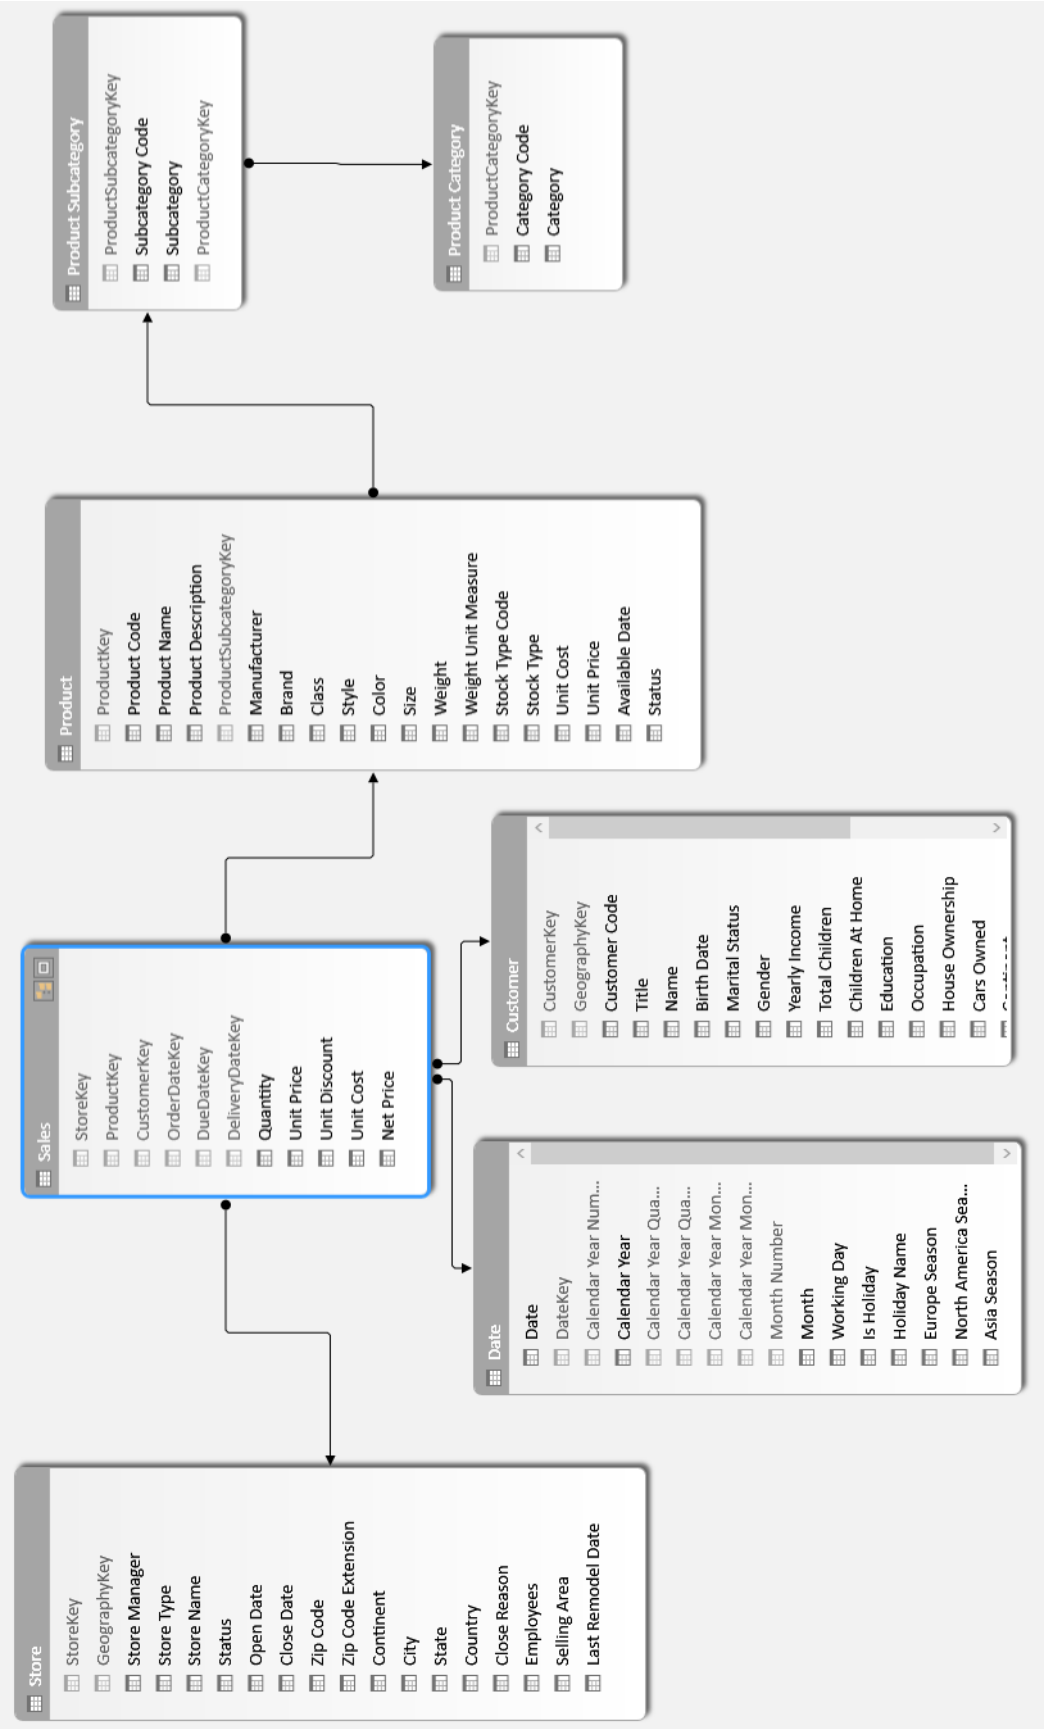 Store
StoreKey
GeographyKey
Store Manager
Store Type
Store Name
Status
Open Date
Close Date
Zip Code
Zip Code Extension
Continent
City
State
Country
Close Reason
Employees
Selling Area
Last Remodel Date
Sales
StoreKey
ProductKey
CustomerKey
OrderDateKey
DueDateKey
DeliveryDateKey
Quantity
Unit Price
Unit Discount
Unit Cost
Net Price
Date
Date
DateKey
Calendar Year Num...
Calendar Year
Calendar Year Qua...
Calendar Year Qua...
Calendar Year Mon...
Calendar Year Mon...
Month Number
Month
Working Day
Is Holiday
Holiday Name
Europe Season
North America Sea...
Asia Season
Customer
CustomerKey
GeographyKey
Customer Code
Title
Name
Birth Date
Marital Status
Gender
Yearly Income
Total Children
Children At Home
Education
Occupation
House Ownership
Cars Owned
Product
ProductKey
Product Code
Product Name
Product Description
ProductSubcategoryKey
Manufacturer
Brand
Class
Style
Color
Size
Weight
Weight Unit Measure
Stock Type Code
Stock Type
Unit Cost
Unit Price
Available Date
Status
Product Subcategory
ProductSubcategoryKey
Subcategory Code
Subcategory
ProductCategoryKey
Product Category
ProductCategoryKey
Category Code
Category